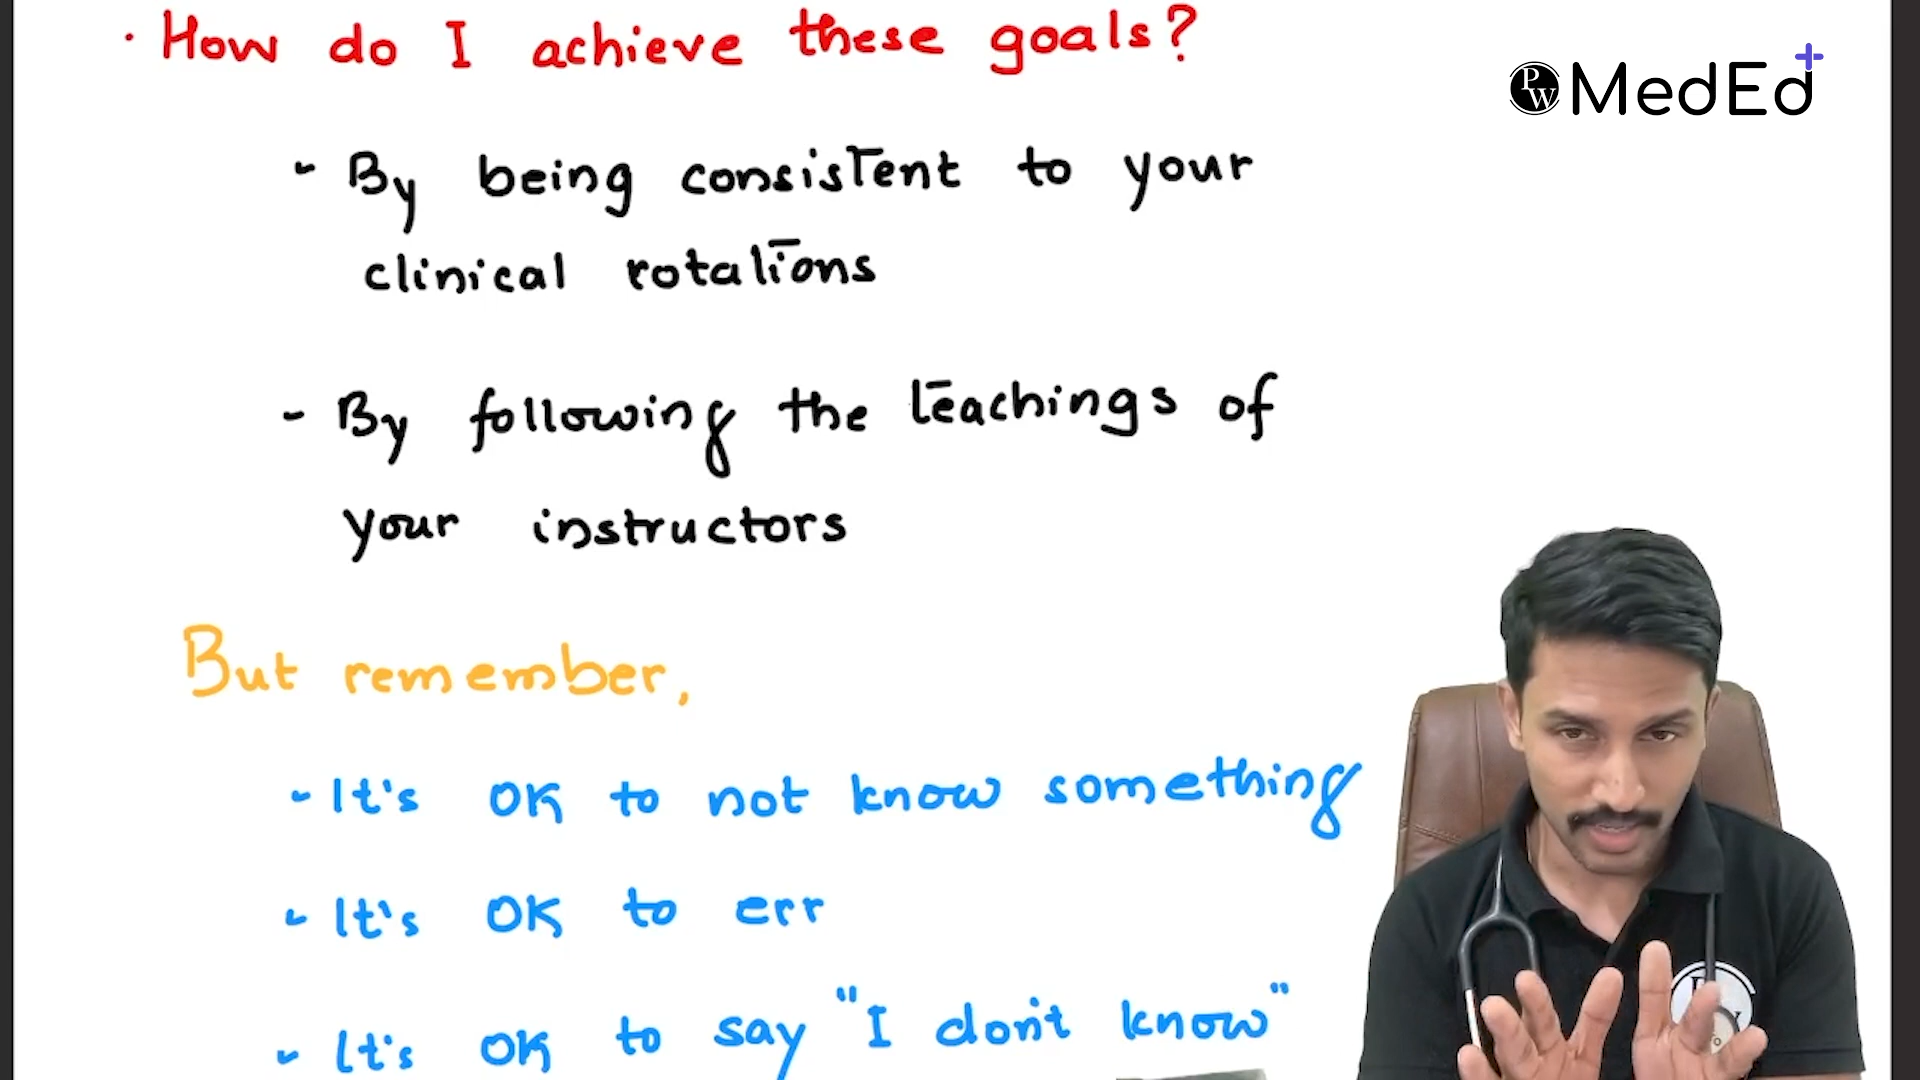 · How do I achieve these goals?
PW MedEd+
- By being consistent to your
clinical rotations
- By following the teachings of
your instructors
But remember,
- It's OK to not know something
- It's OK to err
- It's OK to say "I don't know"